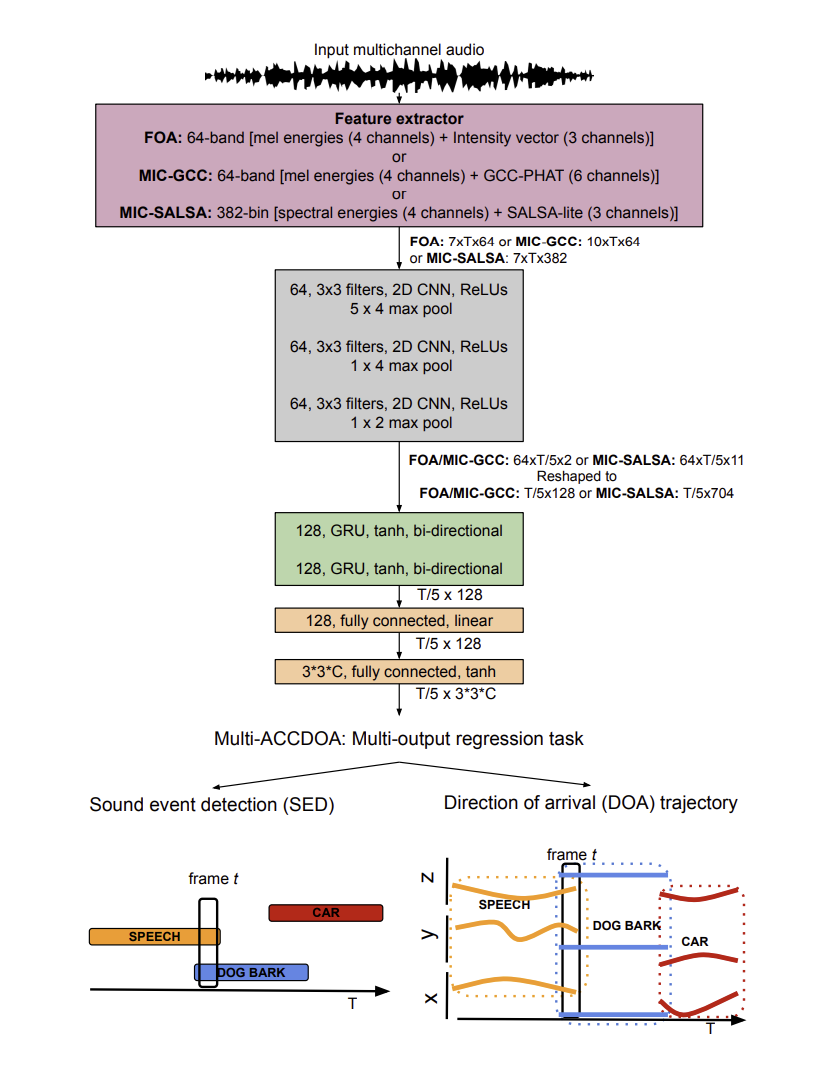 Input multichannel audio
Feature extractor
FOA: 64-band [mel energies (4 channels) + Intensity vector (3 channels)]
or
MIC-GCC: 64-band [mel energies (4 channels) + GCC-PHAT (6 channels)]
or
MIC-SALSA: 382-bin [spectral energies (4 channels) + SALSA-lite (3 channels)]
FOA: 7xTx64 or MIC-GCC: 10xTx64
or MIC-SALSA: 7xTx382
64, 3x3 filters, 2D CNN, ReLUs
5 x 4 max pool
64, 3x3 filters, 2D CNN, ReLUs
1 x 4 max pool
64, 3x3 filters, 2D CNN, ReLUs
1 x 2 max pool
FOA/MIC-GCC: 64xT/5x2 or MIC-SALSA: 64xT/5x11
Reshaped to
FOA/MIC-GCC: T/5x128 or MIC-SALSA: T/5x704
128, GRU, tanh, bi-directional
128, GRU, tanh, bi-directional
T/5 x 128
128, fully connected, linear
T/5 x 128
3*3*C, fully connected, tanh
T/5 x 3*3*C
Multi-ACCDOA: Multi-output regression task
Sound event detection (SED)
frame t
CAR
SPEECH
DOG BARK
T
Direction of arrival (DOA) trajectory
frame t
z
SPEECH
DOG BARK
y
CAR
x
T